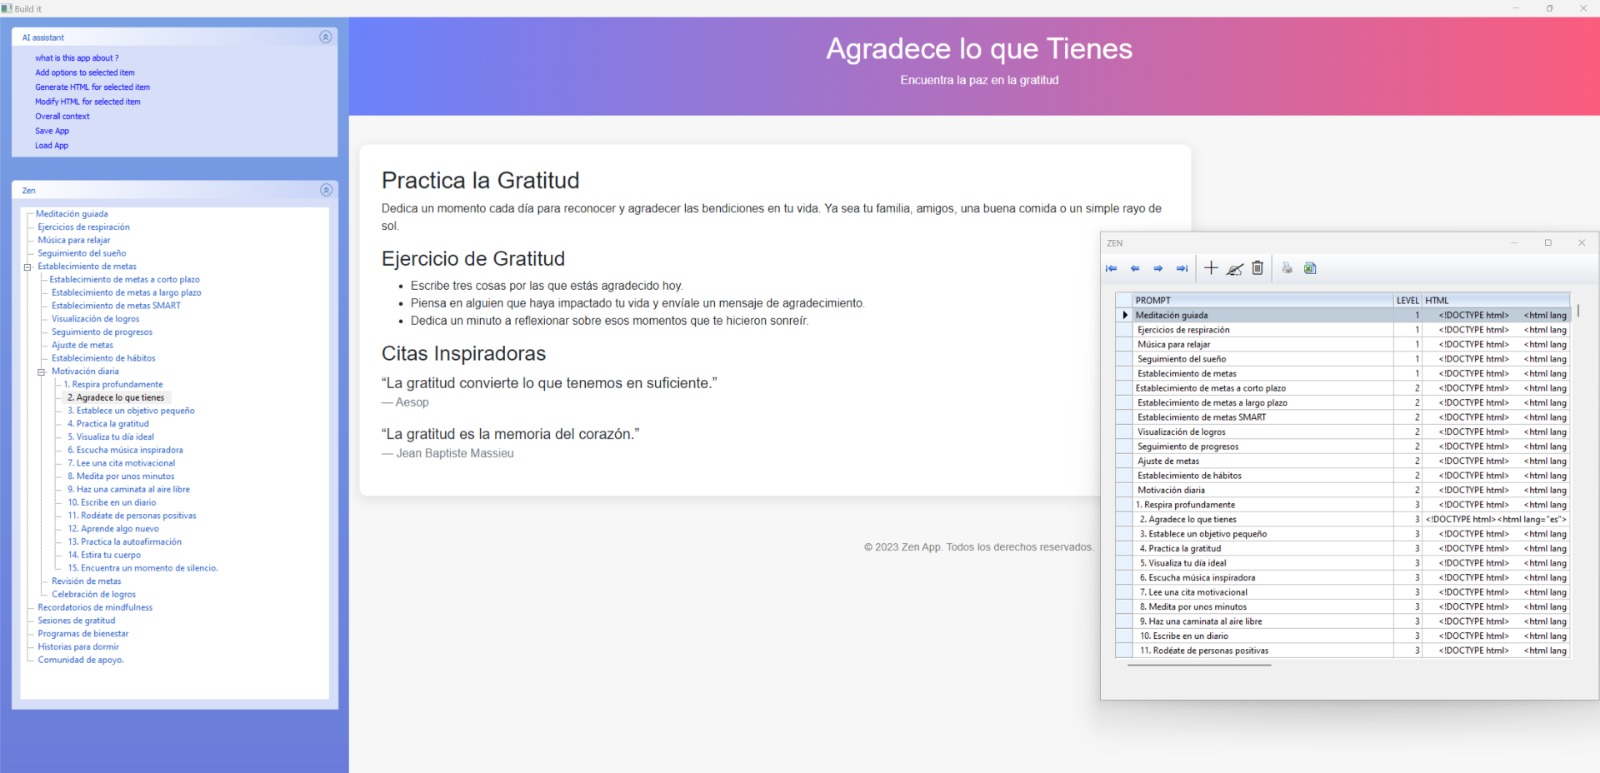 Build it
AI assistant
what is this app about ?
Add options to selected item
Generate HTML for selected item
Modify HTML for selected item
Overall context
Save App
Load App
Zen
Meditación guiada
Ejercicios de respiración
Música para relajar
Seguimiento del sueño
Establecimiento de metas
Establecimiento de metas a corto plazo
Establecimiento de metas a largo plazo
Establecimiento de metas SMART
Visualización de logros
Seguimiento de progresos
Ajuste de metas
Establecimiento de hábitos
Motivación diaria
1. Respira profundamente
2. Agradece lo que tienes
3. Establece un objetivo pequeño
4. Practica la gratitud
5. Visualiza tu día ideal
6. Escucha música inspiradora
7. Lee una cita motivacional
8. Medita por unos minutos
9. Haz una caminata al aire libre
10. Escribe en un diario
11. Rodéate de personas positivas
12. Aprende algo nuevo
13. Practica la autoafirmación
14. Estira tu cuerpo
15. Encuentra un momento de silencio.
Revisión de metas
Celebración de logros
Recordatorios de mindfulness
Sesiones de gratitud
Programas de bienestar
Historias para dormir
Comunidad de apoyo.
Agradece lo que Tienes
Encuentra la paz en la gratitud
Practica la Gratitud
Dedica un momento cada día para reconocer y agradecer las bendiciones en tu vida. Ya sea tu familia, amigos, una buena comida o un simple rayo de
sol.
Ejercicio de Gratitud
• Escribe tres cosas por las que estás agradecido hoy.
• Piensa en alguien que haya impactado tu vida y envíale un mensaje de agradecimiento.
• Dedica un minuto a reflexionar sobre esos momentos que te hicieron sonreír.
Citas Inspiradoras
“La gratitud convierte lo que tenemos en suficiente.”
— Aesop
“La gratitud es la memoria del corazón.”
— Jean Baptiste Massieu
© 2023 Zen App. Todos los derechos reservados.
ZEN
PROMPT LEVEL HTML
Meditación guiada 1 <!DOCTYPE html> <html lang
Ejercicios de respiración 1 <!DOCTYPE html> <html lang
Música para relajar 1 <!DOCTYPE html> <html lang
Seguimiento del sueño 1 <!DOCTYPE html> <html lang
Establecimiento de metas 1 <!DOCTYPE html> <html lang
Establecimiento de metas a corto plazo 2 <!DOCTYPE html> <html lang
Establecimiento de metas a largo plazo 2 <!DOCTYPE html> <html lang
Establecimiento de metas SMART 2 <!DOCTYPE html> <html lang
Visualización de logros 2 <!DOCTYPE html> <html lang
Seguimiento de progresos 2 <!DOCTYPE html> <html lang
Ajuste de metas 2 <!DOCTYPE html> <html lang
Establecimiento de hábitos 2 <!DOCTYPE html> <html lang
Motivación diaria 2 <!DOCTYPE html> <html lang
1. Respira profundamente 3 <!DOCTYPE html> <html lang
2. Agradece lo que tienes 3 <!DOCTYPE html><html lang="es">
3. Establece un objetivo pequeño 3 <!DOCTYPE html> <html lang
4. Practica la gratitud 3 <!DOCTYPE html> <html lang
5. Visualiza tu día ideal 3 <!DOCTYPE html> <html lang
6. Escucha música inspiradora 3 <!DOCTYPE html> <html lang
7. Lee una cita motivacional 3 <!DOCTYPE html> <html lang
8. Medita por unos minutos 3 <!DOCTYPE html> <html lang
9. Haz una caminata al aire libre 3 <!DOCTYPE html> <html lang
10. Escribe en un diario 3 <!DOCTYPE html> <html lang
11. Rodéate de personas positivas 3 <!DOCTYPE html> <html lang